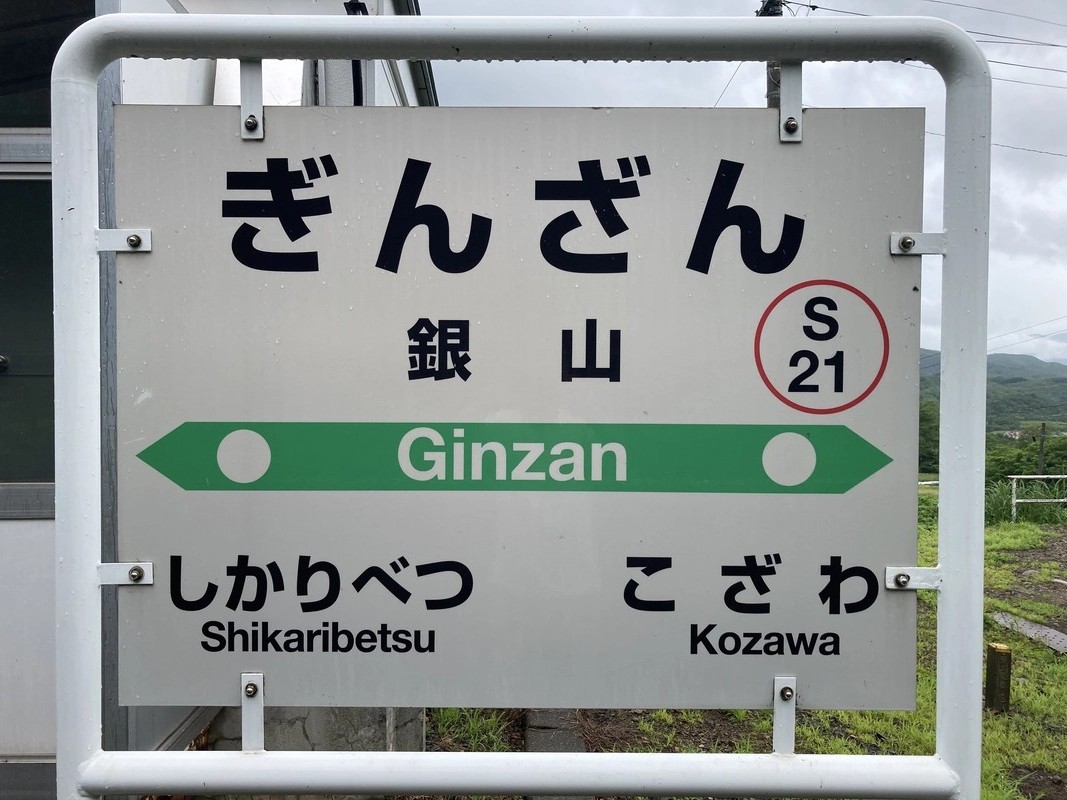 ぎんざん
銀山
S
21
Ginzan
しかりべつ こざわ
Shikaribetsu Kozawa